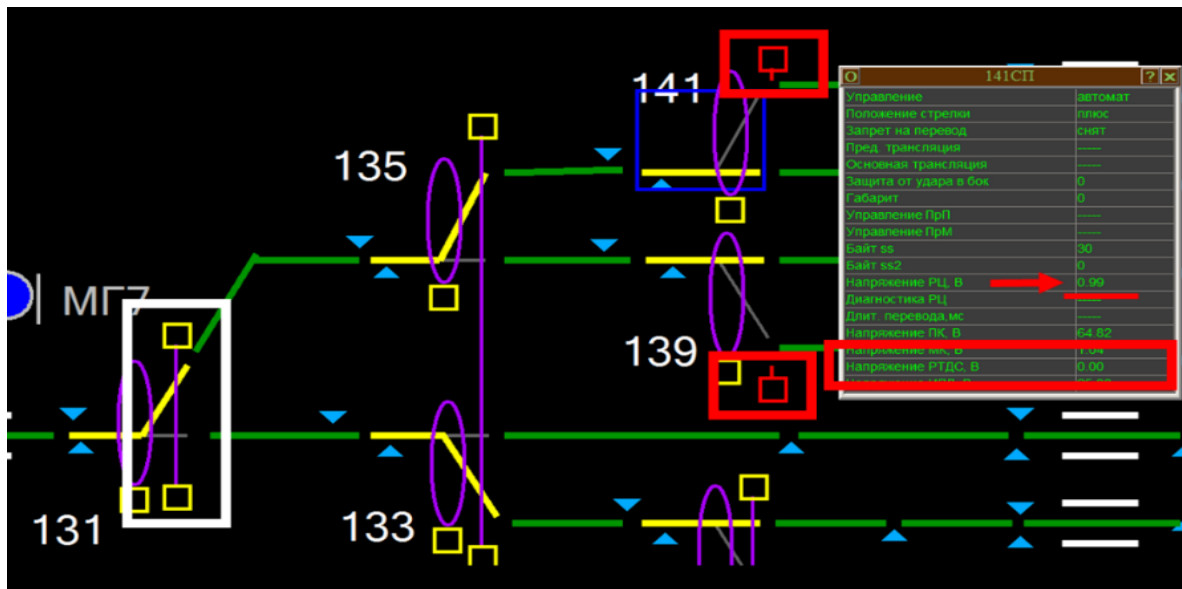 141
141СП
? ×
Управление автомат
Положение стрелки плюс
Запрет на перевод снят
Пред. трансляция -----
Основная трансляция -----
Защита от удара в бок 0
Габарит 0
Управление ПрП -----
Управление ПрМ -----
Байт ss 30
Байт ss2 0
Напряжение РЦ, В 0.99
Диагностика РЦ -----
Длит. перевода,мс -----
Напряжение ПК, В 64.82
Напряжение МК, В 1.04
Напряжение РТДС, В 0.00
135
МГ7
139
131
133